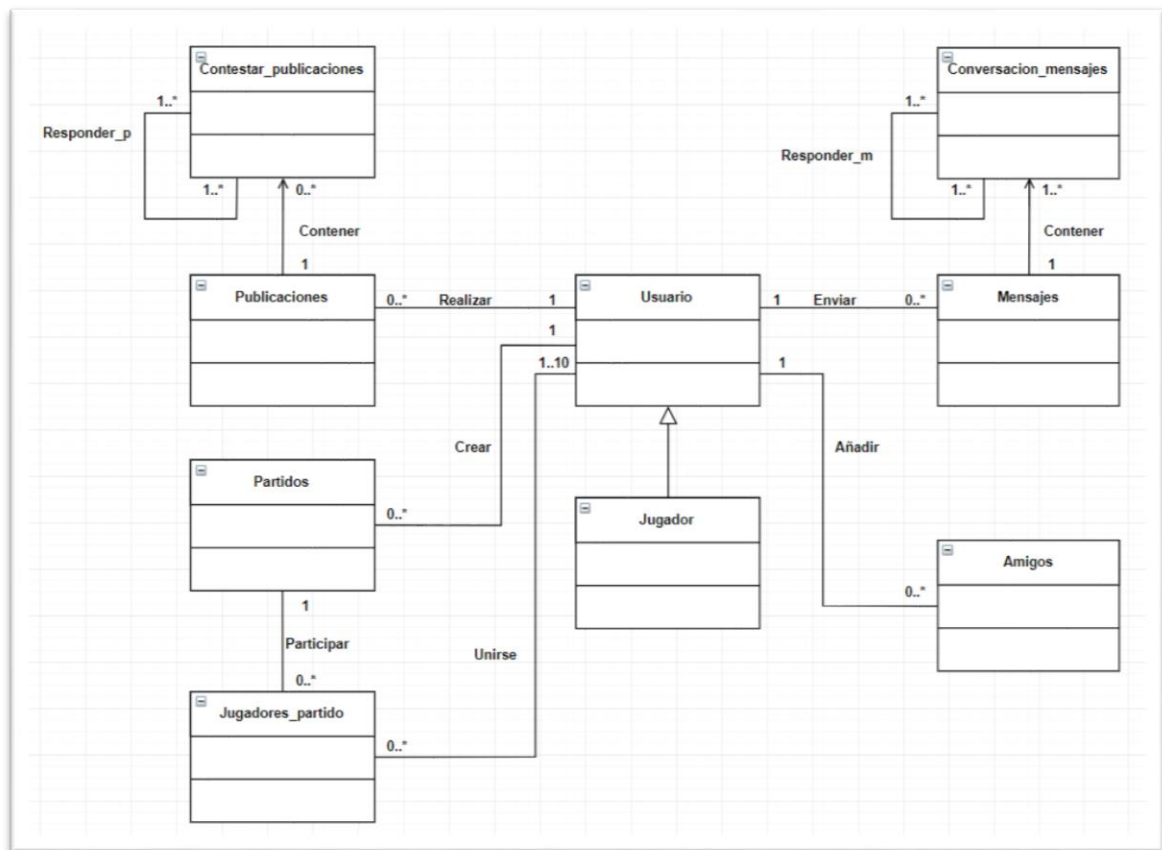 Contestar_publicaciones
Conversacion_mensajes
1..*
1..*
Responder_p
Responder_m
1..*
0..*
1..*
1..*
Contener
Contener
1
1
Publicaciones
0..*
Realizar
1
Usuario
1
Enviar
0..*
Mensajes
1
1..10
1
Crear
Añadir
Partidos
0..*
Jugador
Amigos
0..*
1
Participar
Unirse
0..*
Jugadores_partido
0..*